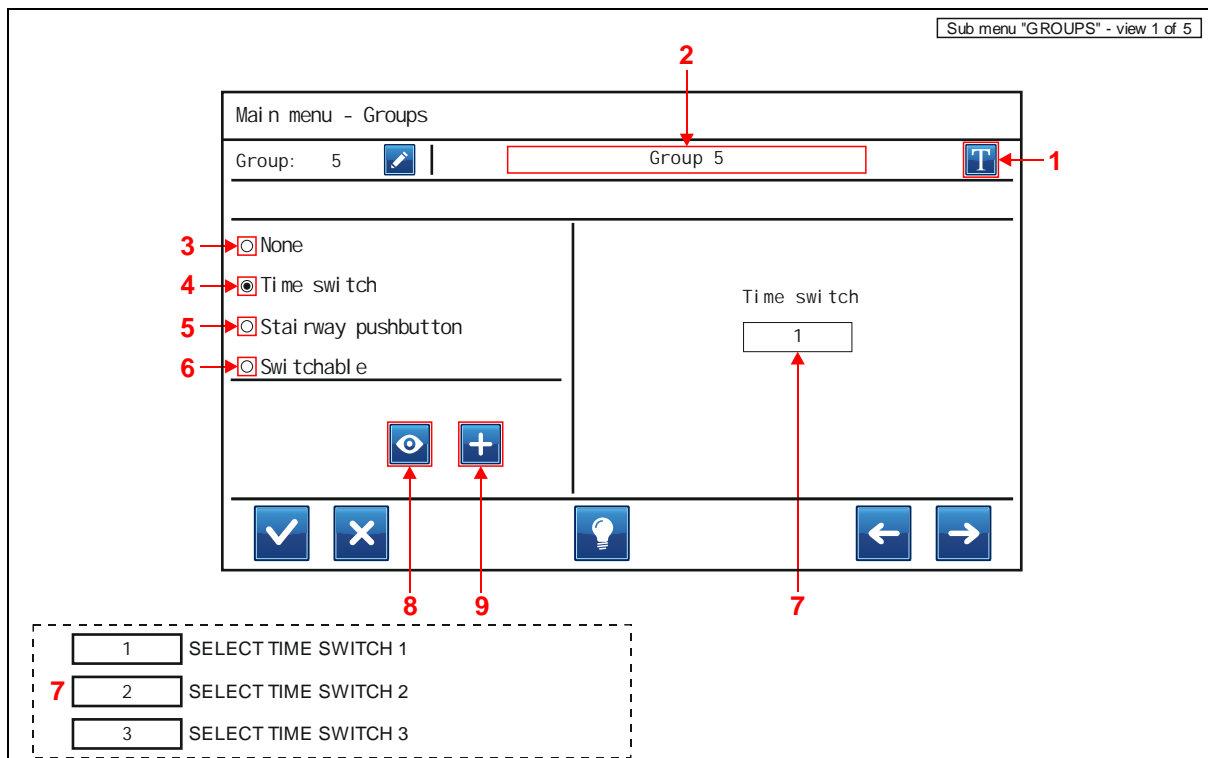 Sub menu "GROUPS" - view 1 of 5
2
Main menu - Groups
Group: 5
Group 5
T
1
3
None
4
Time switch
5
Stairway pushbutton
6
Switchable
Time switch
1
8
9
7
1 SELECT TIME SWITCH 1
7
2 SELECT TIME SWITCH 2
3 SELECT TIME SWITCH 3